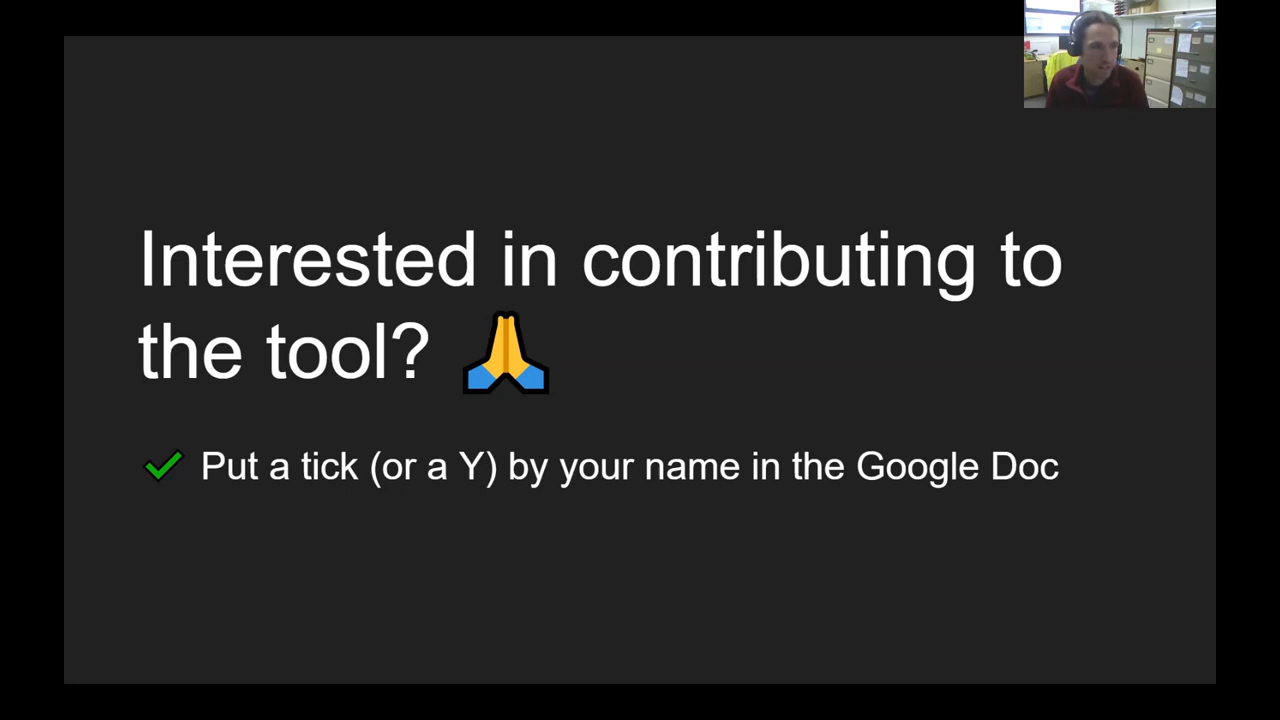 Interested in contributing to
the tool? 🙏
✔ Put a tick (or a Y) by your name in the Google Doc